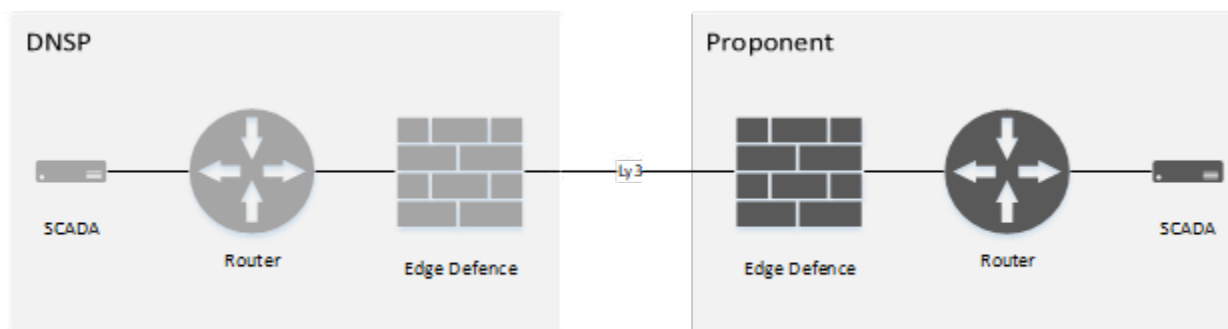 DNSP
Proponent
Ly 3
SCADA
Router
Edge Defence
Edge Defence
Router
SCADA